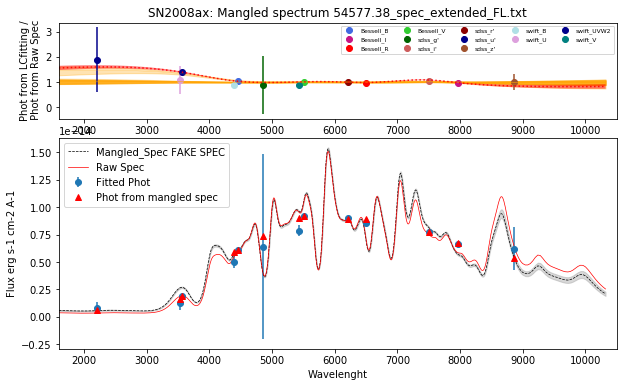 SN2008ax: Mangled spectrum 54577.38_spec_extended_FL.txt
Phot from LCfitting /
Phot from Raw Spec
3
2
1
0
Bessell_B
Bessell_I
Bessell_R
Bessell_V
sdss_g'
sdss_i'
sdss_r'
sdss_u'
sdss_z'
swift_B
swift_U
swift_UVW2
swift_V
2000 3000 4000 5000 6000 7000 8000 9000 10000
1e−14
Flux erg s-1 cm-2 A-1
1.50
1.25
1.00
0.75
0.50
0.25
0.00
−0.25
Mangled_Spec FAKE SPEC
Raw Spec
Fitted Phot
Phot from mangled spec
2000 3000 4000 5000 6000 7000 8000 9000 10000
Wavelenght